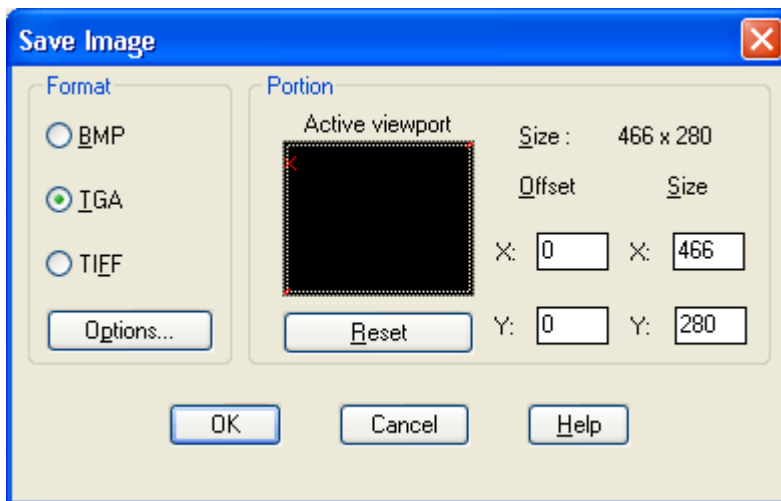 Save Image
Format
BMP
TGA
TIFF
Options...
Portion
Active viewport
Reset
Size : 466 x 280
Offset Size
X: 0 X: 466
Y: 0 Y: 280
OK Cancel Help